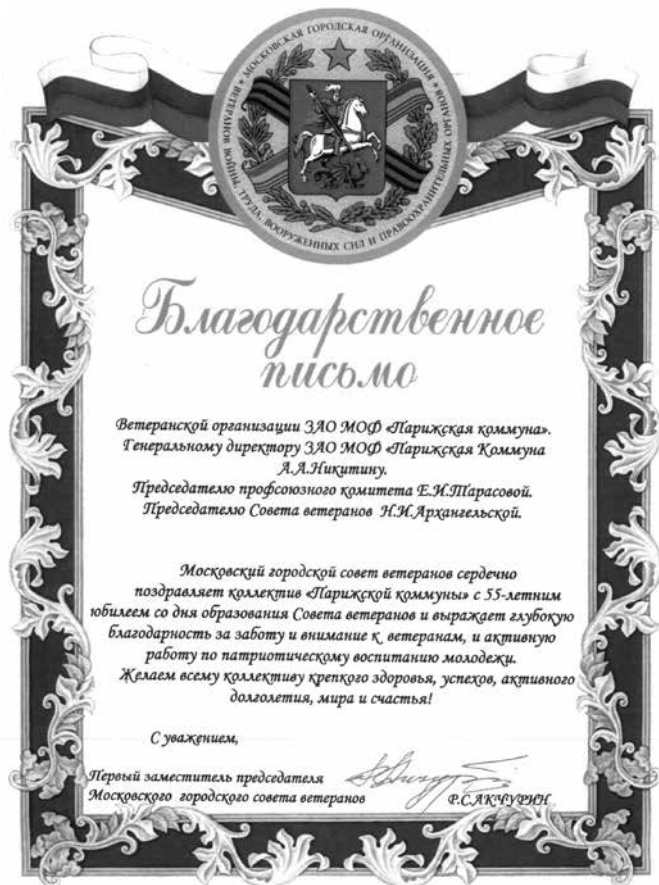 МОСКОВСКАЯ ГОРОДСКАЯ ОРГАНИЗАЦИЯ
ВЕТЕРАНОВ ВОЙНЫ, ТРУДА, ВООРУЖЕННЫХ СИЛ И ПРАВООХРАНИТЕЛЬНЫХ ОРГАНОВ
Благодарственное
письмо
Ветеранской организации ЗАО МОФ «Парижская коммуна».
Генеральному директору ЗАО МОФ «Парижская Коммуна
А.А.Никитину.
Председателю профсоюзного комитета Е.И.Тарасовой.
Председателю Совета ветеранов Н.И.Архангельской.
Московский городской совет ветеранов сердечно
поздравляет коллектив «Парижской коммуны» с 55-летним
юбилеем со дня образования Совета ветеранов и выражает глубокую
благодарность за заботу и внимание к ветеранам, и активную
работу по патриотическому воспитанию молодежи.
Желаем всему коллективу крепкого здоровья, успехов, активного
долголетия, мира и счастья!
С уважением,
Первый заместитель председателя
Московского городского совета ветеранов Р.С.АКЧУРИН